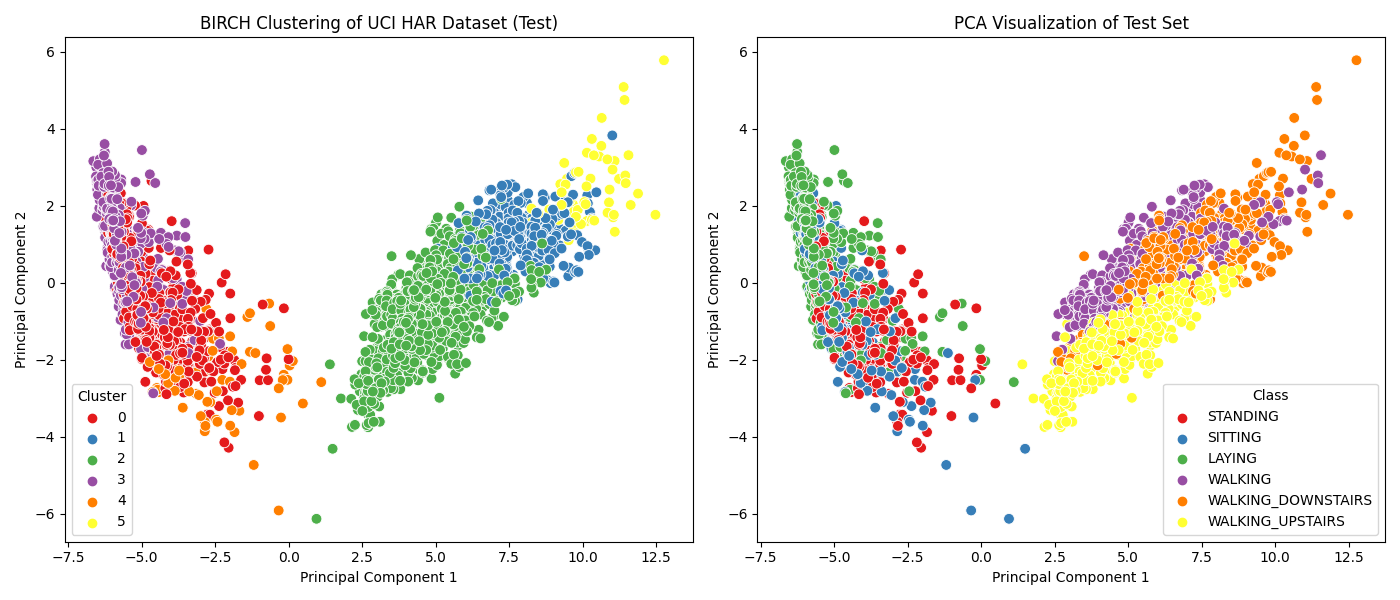 BIRCH Clustering of UCI HAR Dataset (Test)
6
4
2
0
−2
−4
−6
Principal Component 2
Cluster
0
1
2
3
4
5
−7.5 −5.0 −2.5 0.0 2.5 5.0 7.5 10.0 12.5
Principal Component 1
PCA Visualization of Test Set
6
4
2
0
−2
−4
−6
Principal Component 2
Class
STANDING
SITTING
LAYING
WALKING
WALKING_DOWNSTAIRS
WALKING_UPSTAIRS
−7.5 −5.0 −2.5 0.0 2.5 5.0 7.5 10.0 12.5
Principal Component 1